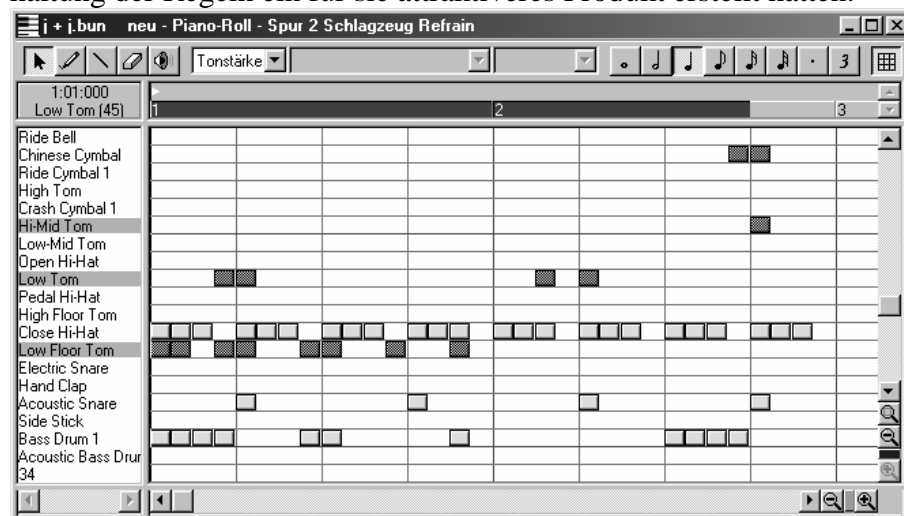 haltung der Regeln ein für sie attraktiveres Produkt erstellt hätten.
j + j.bun neu - Piano-Roll - Spur 2 Schlagzeug Refrain
Tonstärke
3
1:01:000
Low Tom (45)
1 2 3
Ride Bell
Chinese Cymbal
Ride Cymbal 1
High Tom
Crash Cymbal 1
Hi-Mid Tom
Low-Mid Tom
Open Hi-Hat
Low Tom
Pedal Hi-Hat
High Floor Tom
Close Hi-Hat
Low Floor Tom
Electric Snare
Hand Clap
Acoustic Snare
Side Stick
Bass Drum 1
Acoustic Bass Drur
34